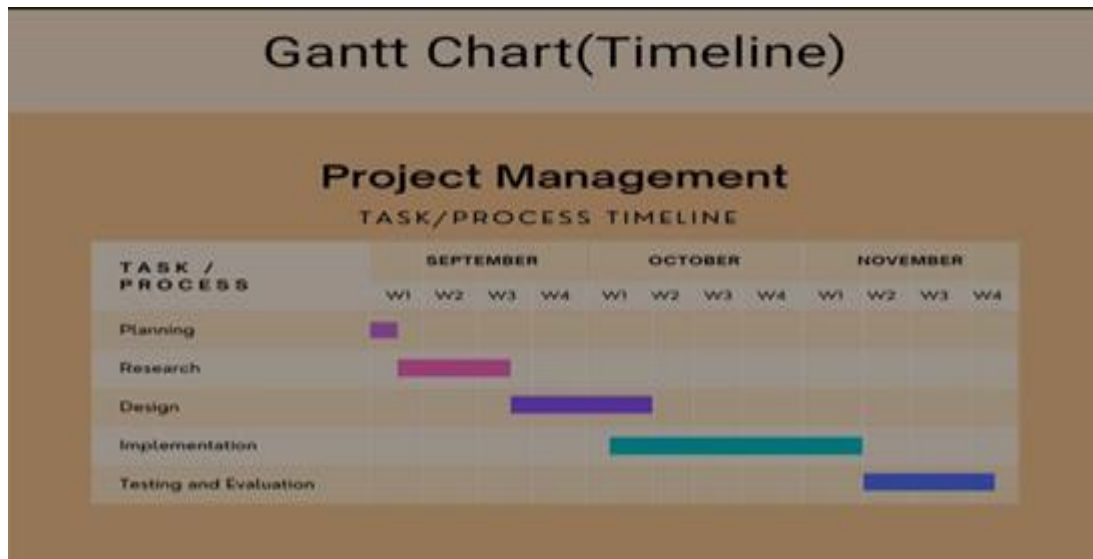 Gantt Chart(Timeline)
Project Management
TASK/PROCESS TIMELINE
TASK / PROCESS SEPTEMBER OCTOBER NOVEMBER
W1 W2 W3 W4 W1 W2 W3 W4 W1 W2 W3 W4
Planning
Research
Design
Implementation
Testing and Evaluation